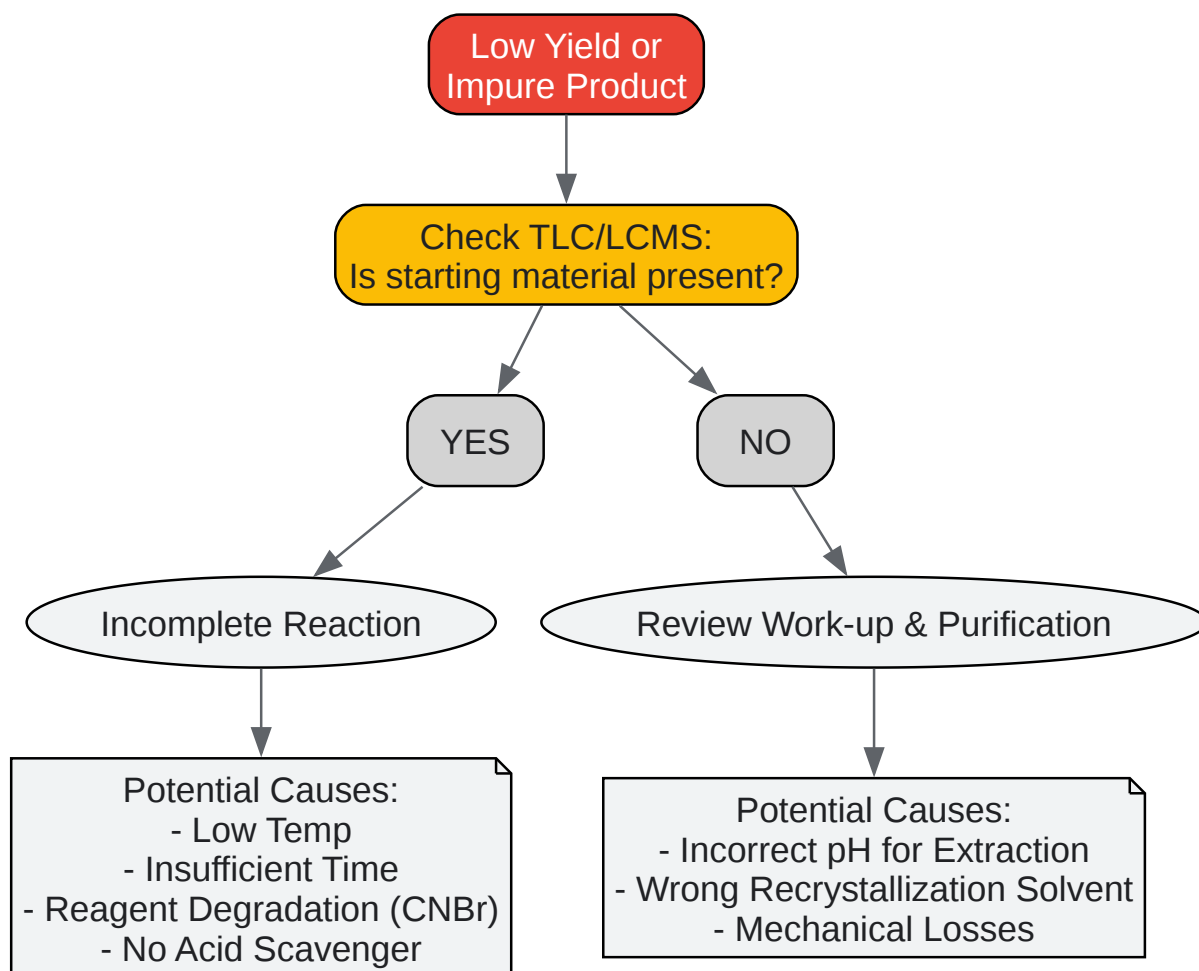 Low Yield or
Impure Product
Check TLC/LCMS:
Is starting material present?
YES
NO
Incomplete Reaction
Review Work-up & Purification
Potential Causes:
- Low Temp
- Insufficient Time
- Reagent Degradation (CNBr)
- No Acid Scavenger
Potential Causes:
- Incorrect pH for Extraction
- Wrong Recrystallization Solvent
- Mechanical Losses